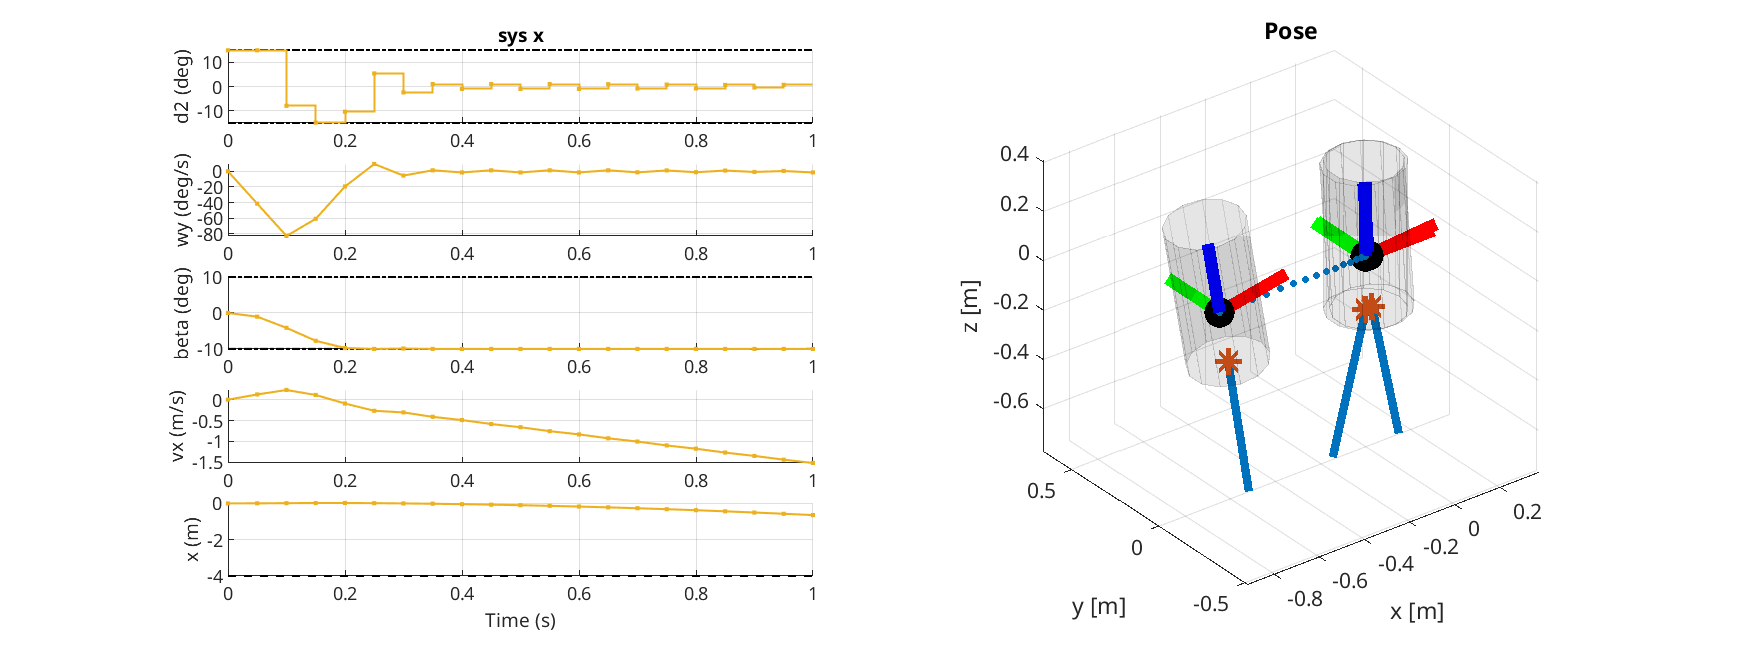 sys x
d2 (deg)
10
0
-10
0 0.2 0.4 0.6 0.8 1
wy (deg/s)
0
-20
-40
-60
-80
0 0.2 0.4 0.6 0.8 1
beta (deg)
10
0
-10
0 0.2 0.4 0.6 0.8 1
vx (m/s)
0
-0.5
-1
-1.5
0 0.2 0.4 0.6 0.8 1
x (m)
0
-2
-4
0 0.2 0.4 0.6 0.8 1
Time (s)
Pose
z [m]
0.4
0.2
0
-0.2
-0.4
-0.6
0.5
0
-0.5
y [m]
-0.8
-0.6
-0.4
-0.2
0
0.2
x [m]